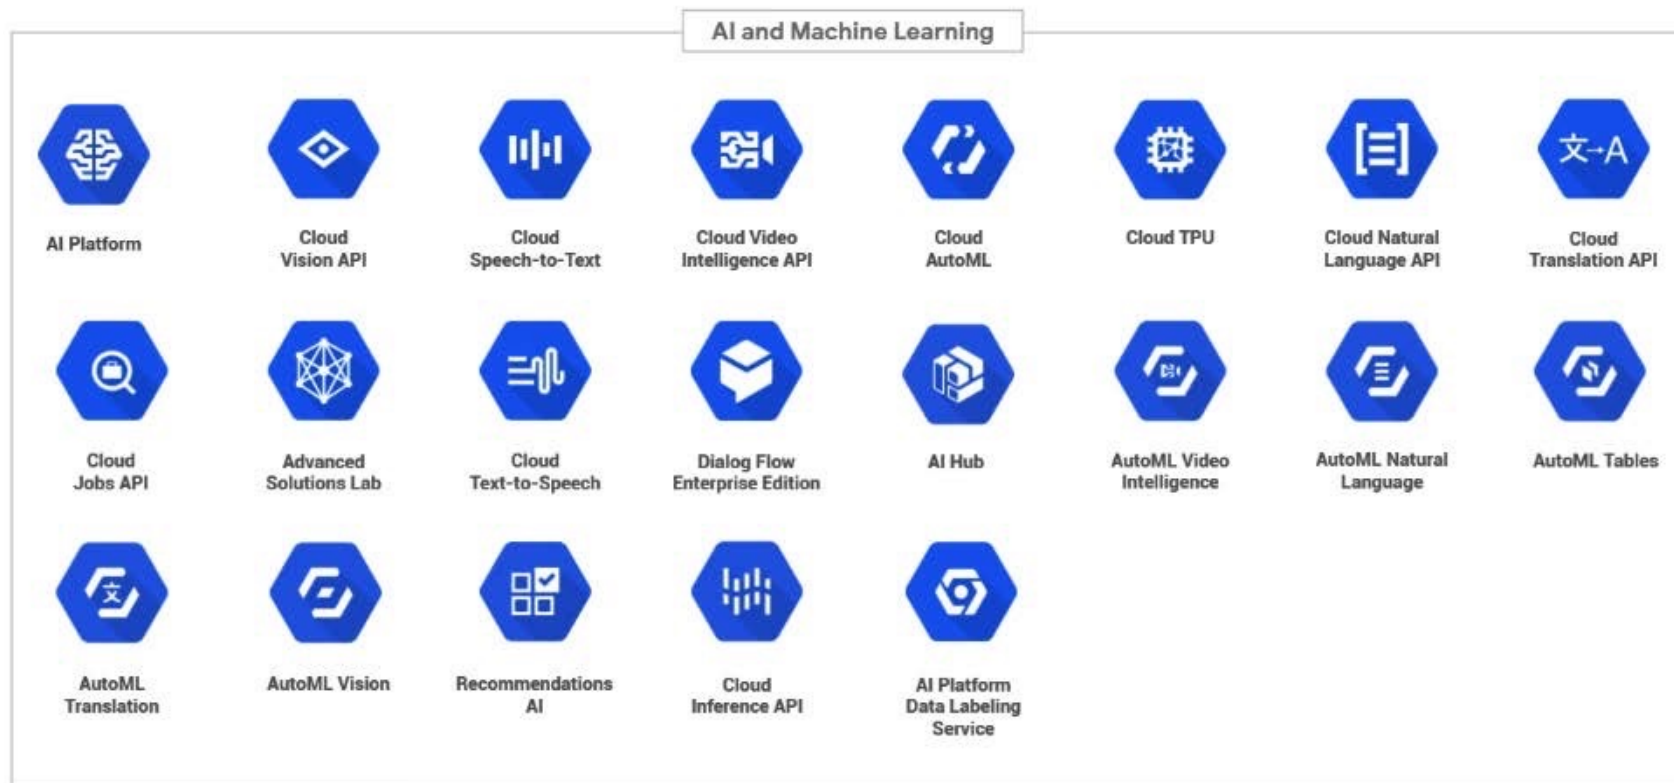 AI and Machine Learning
AI Platform
Cloud
Vision API
Cloud
Speech-to-Text
Cloud Video
Intelligence API
Cloud
AutoML
Cloud TPU
Cloud Natural
Language API
文→A
Cloud
Translation API
Cloud
Jobs API
Advanced
Solutions Lab
Cloud
Text-to-Speech
Dialog Flow
Enterprise Edition
AI Hub
AutoML Video
Intelligence
AutoML Natural
Language
AutoML Tables
文
AutoML
Translation
AutoML Vision
Recommendations
AI
Cloud
Inference API
AI Platform
Data Labeling
Service